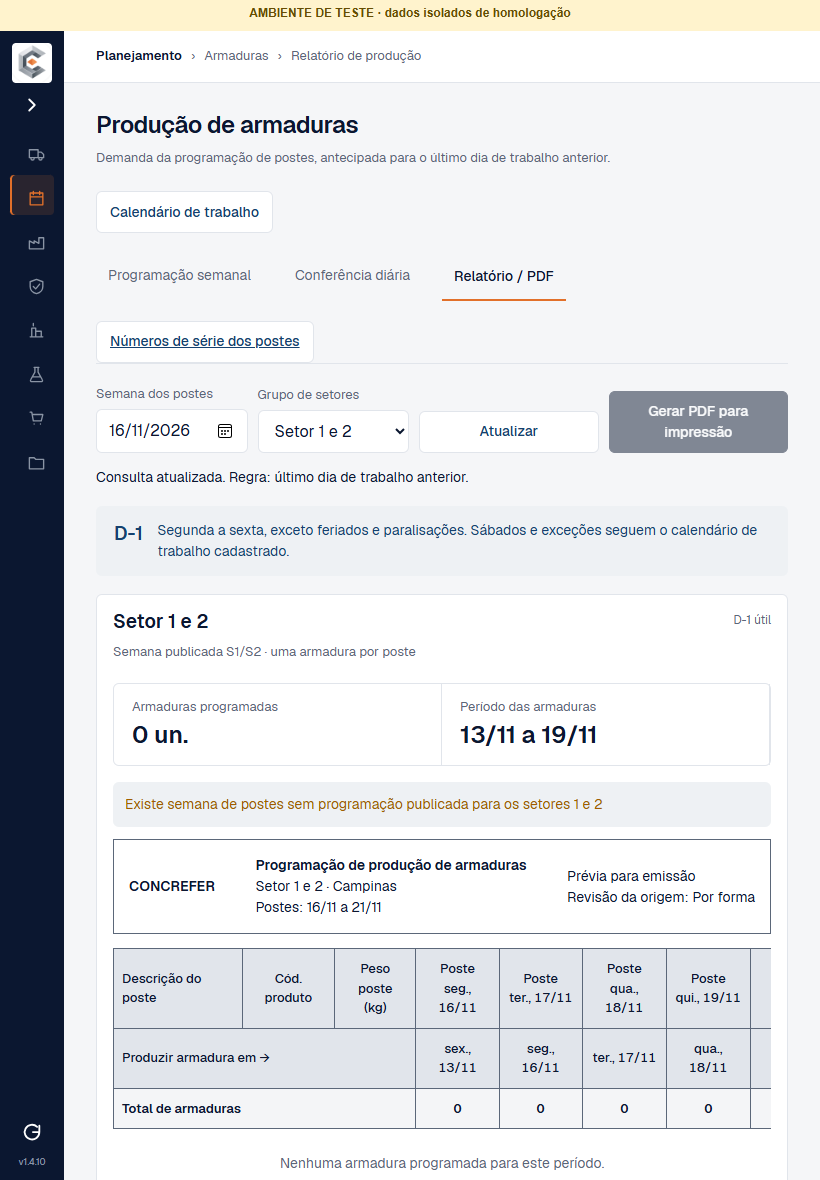 AMBIENTE DE TESTE · dados isolados de homologação
Planejamento › Armaduras › Relatório de produção
Produção de armaduras
Demanda da programação de postes, antecipada para o último dia de trabalho anterior.
Calendário de trabalho
Programação semanal
Conferência diária
Relatório / PDF
Números de série dos postes
Semana dos postes
Grupo de setores
16/11/2026
Setor 1 e 2
Atualizar
Gerar PDF para
impressão
Consulta atualizada. Regra: último dia de trabalho anterior.
D-1
Segunda a sexta, exceto feriados e paralisações. Sábados e exceções seguem o calendário de
trabalho cadastrado.
Setor 1 e 2
D-1 útil
Semana publicada S1/S2 · uma armadura por poste
Armaduras programadas
0 un.
Período das armaduras
13/11 a 19/11
Existe semana de postes sem programação publicada para os setores 1 e 2
CONCREFER
Programação de produção de armaduras
Setor 1 e 2 · Campinas
Postes: 16/11 a 21/11
Prévia para emissão
Revisão da origem: Por forma
Descrição do
poste
Cód.
produto
Peso
poste
(kg)
Poste
seg.,
16/11
Poste
ter., 17/11
Poste
qua.,
18/11
Poste
qui., 19/11
Produzir armadura em →
sex.,
13/11
seg.,
16/11
ter., 17/11
qua.,
18/11
Total de armaduras
0
0
0
0
Nenhuma armadura programada para este período.
v1.4.10